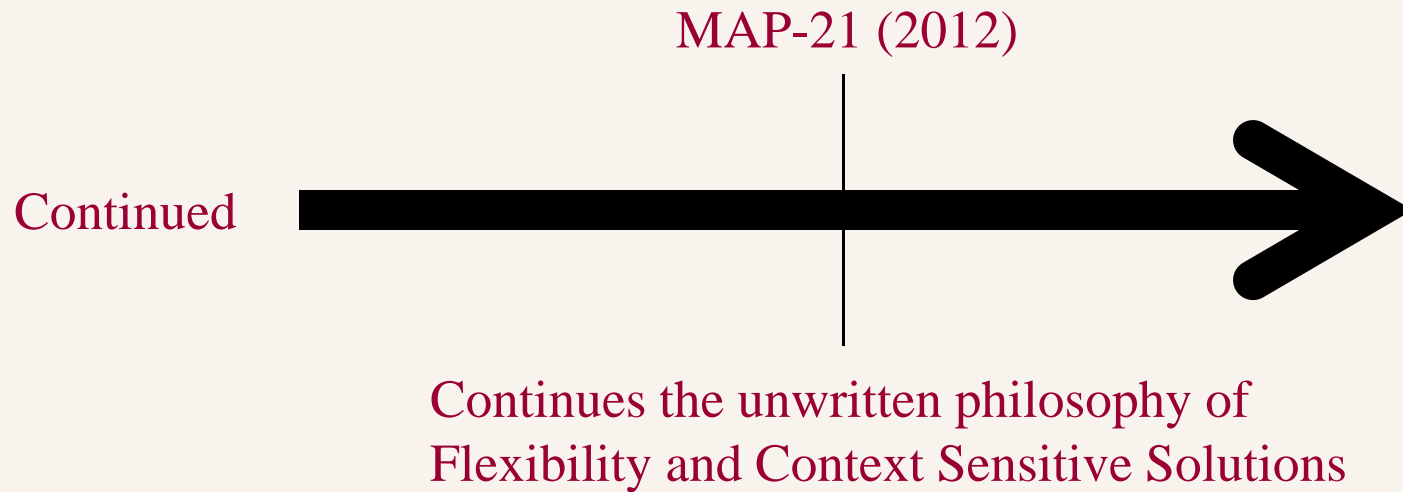 MAP-21 (2012)
Continued
Continues the unwritten philosophy of
Flexibility and Context Sensitive Solutions